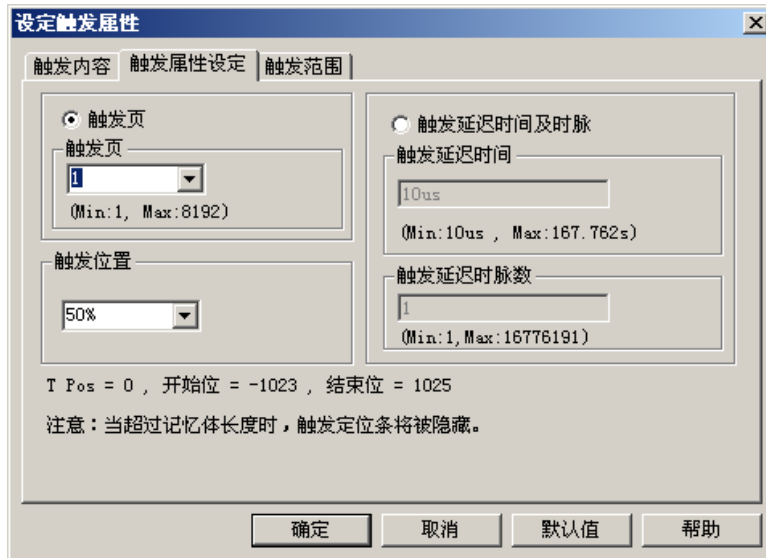 设定触发属性
触发内容 触发属性设定 触发范围
触发页
触发页
1
(Min:1, Max:8192)
触发位置
50%
触发延迟时间及时脉
触发延迟时间
10us
(Min:10us , Max:167.762s)
触发延迟时脉数
1
(Min:1,Max:16776191)
T Pos = 0 , 开始位 = -1023 , 结束位 = 1025
注意：当超过记忆体长度时，触发定位条将被隐藏。
确定 取消 默认值 帮助